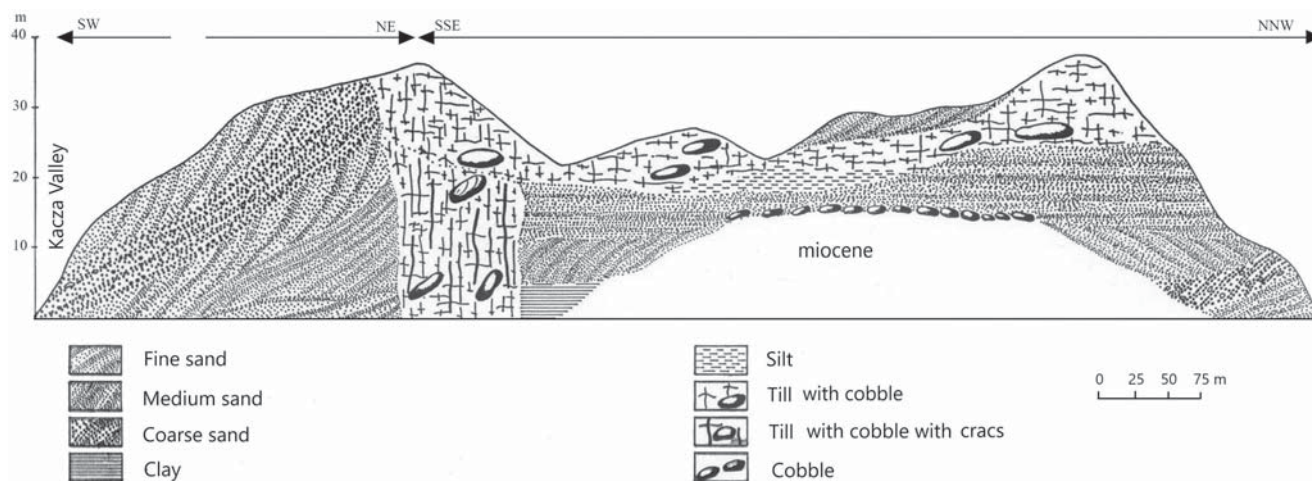 m
SW
NE
SSE
NNW
40
30
20
10
Kacza Valley
miocene
Fine sand
Medium sand
Coarse sand
Clay
Silt
Till with cobble
Till with cobble with cracs
Cobble
0 25 50 75 m